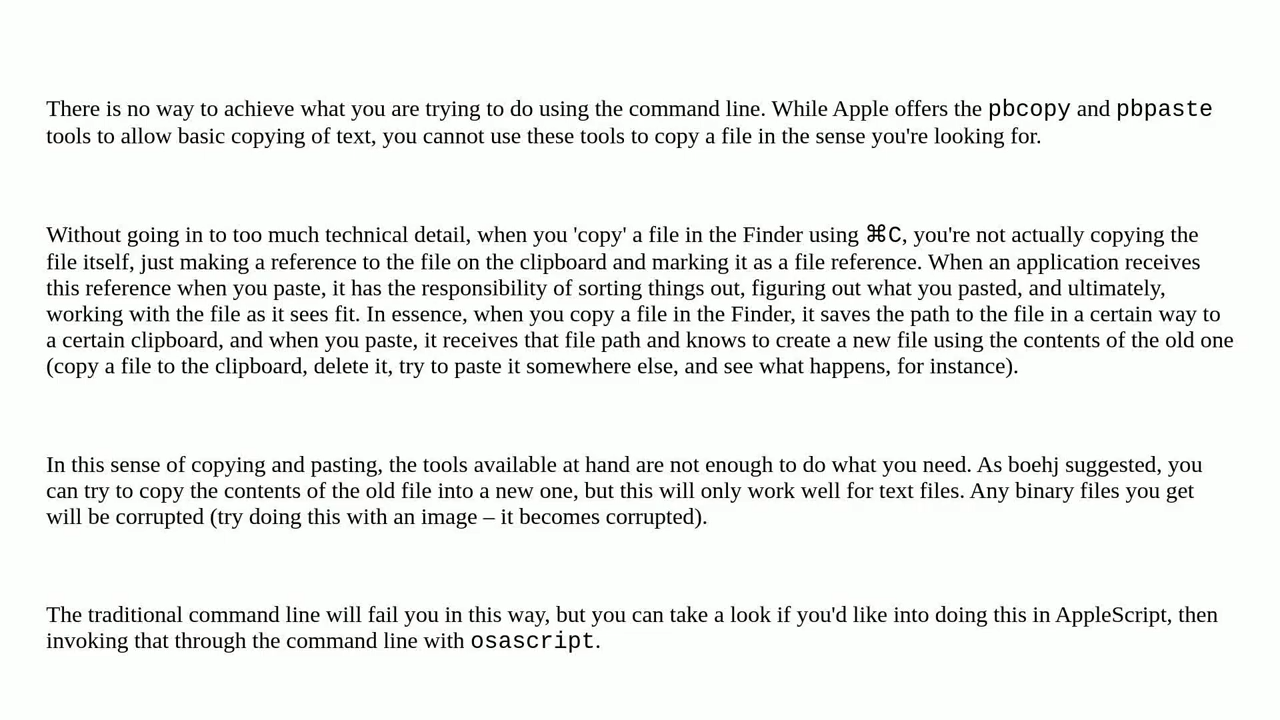 There is no way to achieve what you are trying to do using the command line. While Apple offers the pbcopy and pbpaste
tools to allow basic copying of text, you cannot use these tools to copy a file in the sense you're looking for.
Without going in to too much technical detail, when you 'copy' a file in the Finder using ⌘C, you're not actually copying the
file itself, just making a reference to the file on the clipboard and marking it as a file reference. When an application receives
this reference when you paste, it has the responsibility of sorting things out, figuring out what you pasted, and ultimately,
working with the file as it sees fit. In essence, when you copy a file in the Finder, it saves the path to the file in a certain way to
a certain clipboard, and when you paste, it receives that file path and knows to create a new file using the contents of the old one
(copy a file to the clipboard, delete it, try to paste it somewhere else, and see what happens, for instance).
In this sense of copying and pasting, the tools available at hand are not enough to do what you need. As boehj suggested, you
can try to copy the contents of the old file into a new one, but this will only work well for text files. Any binary files you get
will be corrupted (try doing this with an image – it becomes corrupted).
The traditional command line will fail you in this way, but you can take a look if you'd like into doing this in AppleScript, then
invoking that through the command line with osascript.